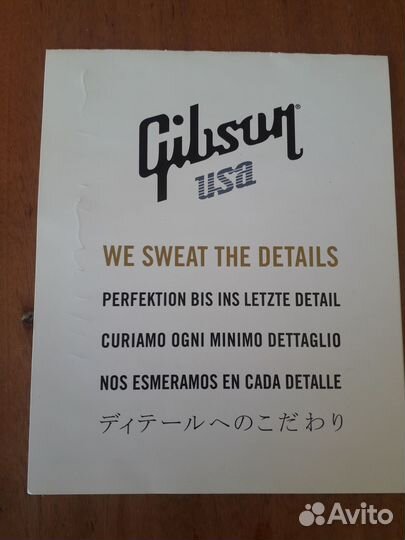 Gibson®
usa
WE SWEAT THE DETAILS
PERFEKTION BIS INS LETZTE DETAIL
CURIAMO OGNI MINIMO DETTAGLIO
NOS ESMERAMOS EN CADA DETALLE
ディテールへのこだわり
Avito